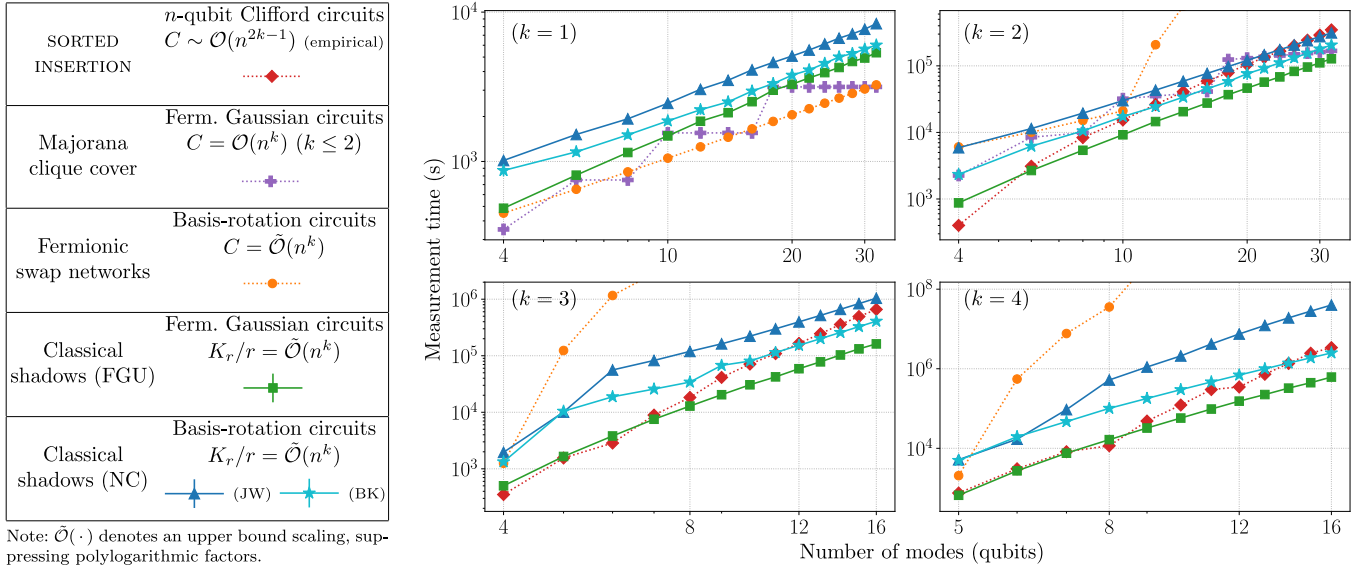 SORTED
INSERTION
n-qubit Clifford circuits
C ∼ O(n^{2k−1}) (empirical)
Majorana
clique cover
Ferm. Gaussian circuits
C = O(n^k) (k ≤ 2)
Fermionic
swap networks
Basis-rotation circuits
C = Õ(n^k)
Classical
shadows (FGU)
Ferm. Gaussian circuits
K_r/r = Õ(n^k)
Classical
shadows (NC)
Basis-rotation circuits
K_r/r = Õ(n^k)
(JW) (BK)
Note: Õ(·) denotes an upper bound scaling, sup-
pressing polylogarithmic factors.
Measurement time (s)
(k = 1)
10^4
10^3
4 10 20 30
(k = 2)
10^5
10^4
10^3
4 10 20 30
(k = 3)
10^6
10^5
10^4
10^3
4 8 12 16
(k = 4)
10^8
10^6
10^4
5 8 12 16
Number of modes (qubits)